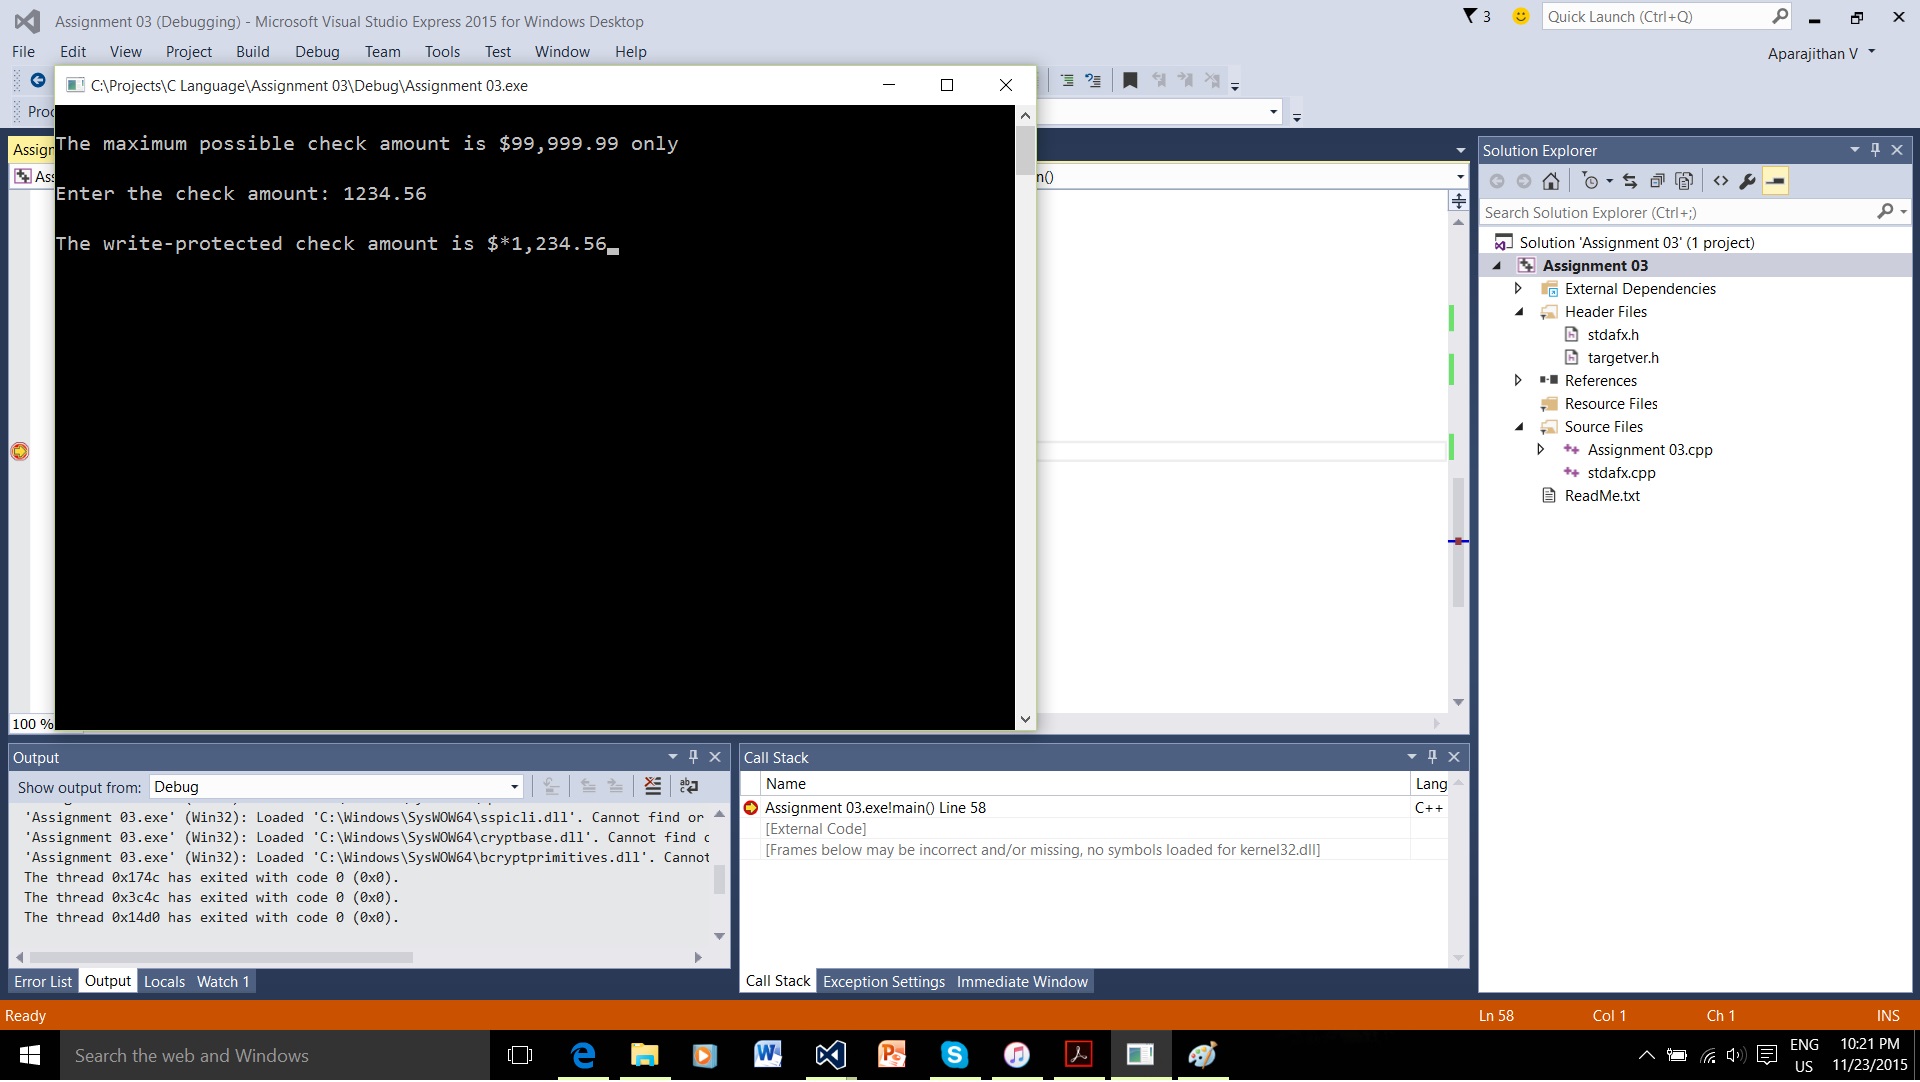 Assignment 03 (Debugging) - Microsoft Visual Studio Express 2015 for Windows Desktop
3
Quick Launch (Ctrl+Q)
File Edit View Project Build Debug Team Tools Test Window Help
Aparajithan V
C:\Projects\C Language\Assignment 03\Debug\Assignment 03.exe
The maximum possible check amount is $99,999.99 only
Enter the check amount: 1234.56
The write-protected check amount is $*1,234.56
100 %
Solution Explorer
Search Solution Explorer (Ctrl+;)
Solution 'Assignment 03' (1 project)
Assignment 03
External Dependencies
Header Files
stdafx.h
targetver.h
References
Resource Files
Source Files
Assignment 03.cpp
stdafx.cpp
ReadMe.txt
Output
Show output from: Debug
'Assignment 03.exe' (Win32): Loaded 'C:\Windows\SysWOW64\sspicli.dll'. Cannot find or
'Assignment 03.exe' (Win32): Loaded 'C:\Windows\SysWOW64\cryptbase.dll'. Cannot find
'Assignment 03.exe' (Win32): Loaded 'C:\Windows\SysWOW64\bcryptprimitives.dll'. Cannot
The thread 0x174c has exited with code 0 (0x0).
The thread 0x3c4c has exited with code 0 (0x0).
The thread 0x14d0 has exited with code 0 (0x0).
Error List Output Locals Watch 1
Call Stack
Name Lang
Assignment 03.exe!main() Line 58 C++
[External Code]
[Frames below may be incorrect and/or missing, no symbols loaded for kernel32.dll]
Call Stack Exception Settings Immediate Window
Ready Ln 58 Col 1 Ch 1 INS
Search the web and Windows
ENG
US
10:21 PM
11/23/2015